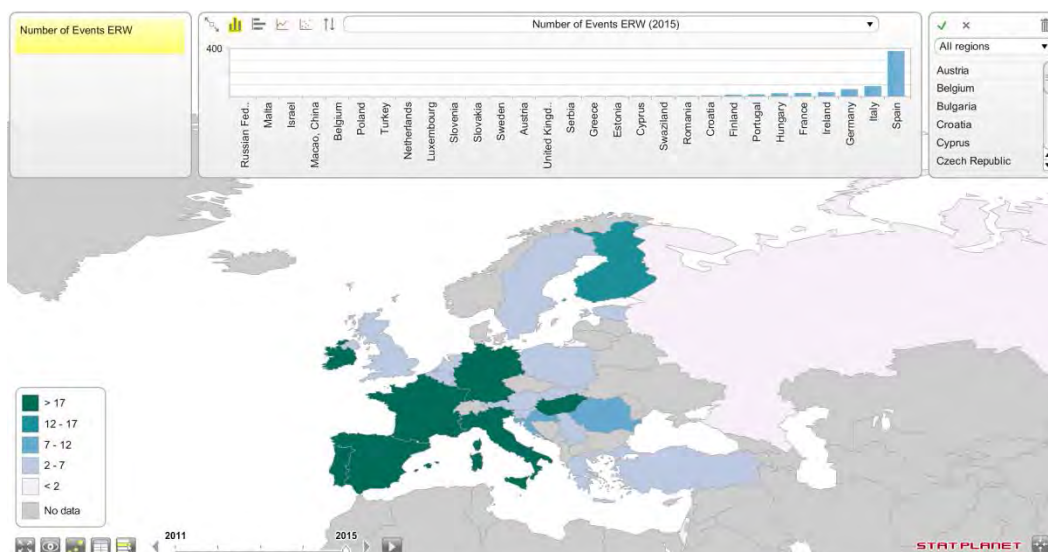 Number of Events ERW
Number of Events ERW (2015)
400
Russian Fed..
Malta
Israel
Macao, China
Belgium
Poland
Turkey
Netherlands
Luxembourg
Slovenia
Slovakia
Sweden
Austria
United Kingd..
Serbia
Greece
Estonia
Cyprus
Swaziland
Romania
Croatia
Finland
Portugal
Hungary
France
Ireland
Germany
Italy
Spain
All regions
Austria
Belgium
Bulgaria
Croatia
Cyprus
Czech Republic
> 17
12 - 17
7 - 12
2 - 7
< 2
No data
2011
2015
STATPLANET